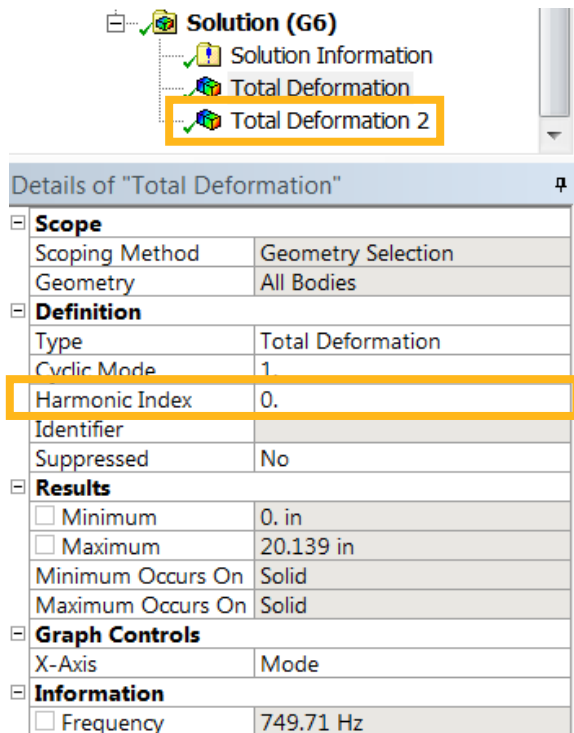 Solution (G6)
Solution Information
Total Deformation
Total Deformation 2
Details of "Total Deformation"
Scope
Scoping Method Geometry Selection
Geometry All Bodies
Definition
Type Total Deformation
Cyclic Mode 1.
Harmonic Index 0.
Identifier
Suppressed No
Results
Minimum 0. in
Maximum 20.139 in
Minimum Occurs On Solid
Maximum Occurs On Solid
Graph Controls
X-Axis Mode
Information
Frequency 749.71 Hz